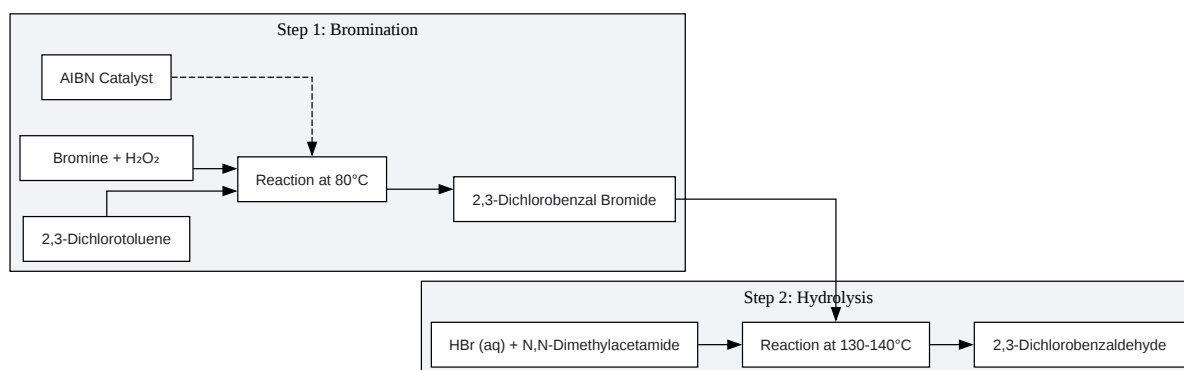 Step 1: Bromination
AIBN Catalyst
Bromine + H₂O₂
Reaction at 80°C
2,3-Dichlorobenzal Bromide
2,3-Dichlorotoluene
Step 2: Hydrolysis
HBr (aq) + N,N-Dimethylacetamide
Reaction at 130-140°C
2,3-Dichlorobenzaldehyde